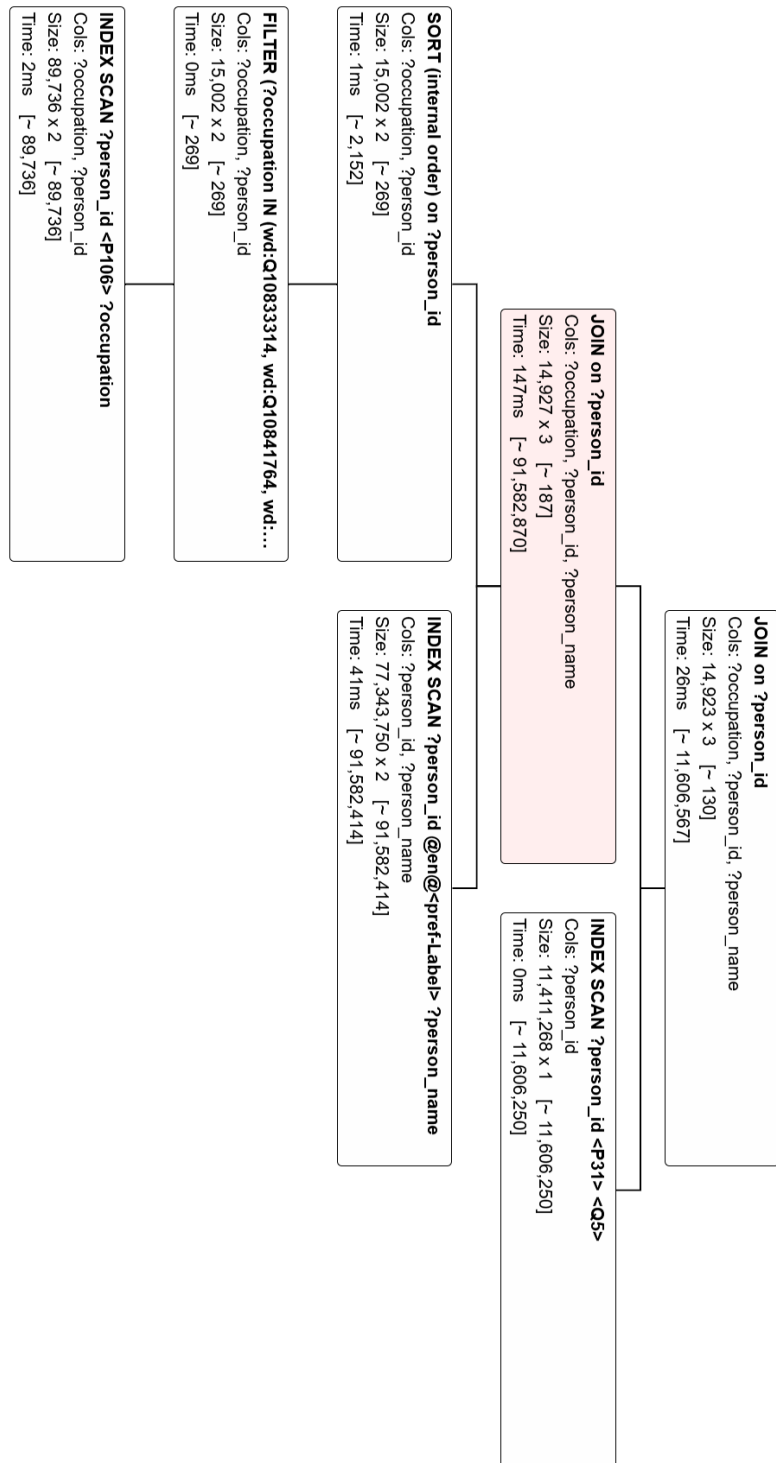 JOIN on ?person_id
Cols: ?occupation, ?person_id, ?person_name
Size: 14,923 x 3 [~ 130]
Time: 26ms [~ 11,606,567]
JOIN on ?person_id
Cols: ?occupation, ?person_id, ?person_name
Size: 14,927 x 3 [~ 187]
Time: 147ms [~ 91,582,870]
INDEX SCAN ?person_id <P31> <Q5>
Cols: ?person_id
Size: 11,411,268 x 1 [~ 11,606,250]
Time: 0ms [~ 11,606,250]
SORT (internal order) on ?person_id
Cols: ?occupation, ?person_id
Size: 15,002 x 2 [~ 269]
Time: 1ms [~ 2,152]
INDEX SCAN ?person_id @en@<pref-Label> ?person_name
Cols: ?person_id, ?person_name
Size: 77,343,750 x 2 [~ 91,582,414]
Time: 41ms [~ 91,582,414]
FILTER (?occupation IN (wd:Q10833314, wd:Q10841764, wd:...
Cols: ?occupation, ?person_id
Size: 15,002 x 2 [~ 269]
Time: 0ms [~ 269]
INDEX SCAN ?person_id <P106> ?occupation
Cols: ?occupation, ?person_id
Size: 89,736 x 2 [~ 89,736]
Time: 2ms [~ 89,736]